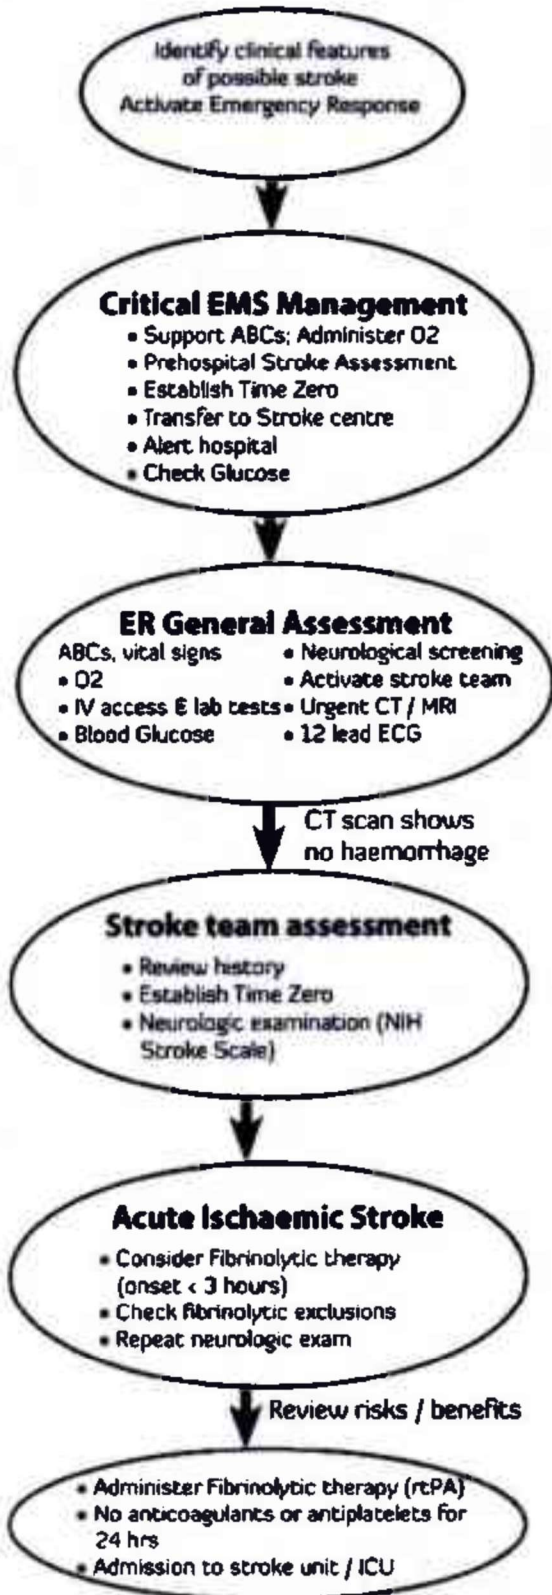 Identify clinical features
of possible stroke
Activate Emergency Response
Critical EMS Management
• Support ABCs; Administer O2
• Prehospital Stroke Assessment
• Establish Time Zero
• Transfer to Stroke centre
• Alert hospital
• Check Glucose
ER General Assessment
ABCs, vital signs
• O2
• IV access & lab tests
• Blood Glucose
• Neurological screening
• Activate stroke team
• Urgent CT / MRI
• 12 lead ECG
CT scan shows
no haemorrhage
Stroke team assessment
• Review history
• Establish Time Zero
• Neurologic examination (NIH
Stroke Scale)
Acute Ischaemic Stroke
• Consider Fibrinolytic therapy
(onset < 3 hours)
• Check fibrinolytic exclusions
• Repeat neurologic exam
Review risks / benefits
• Administer Fibrinolytic therapy (rtPA)
• No anticoagulants or antiplatelets for
24 hrs
• Admission to stroke unit / ICU